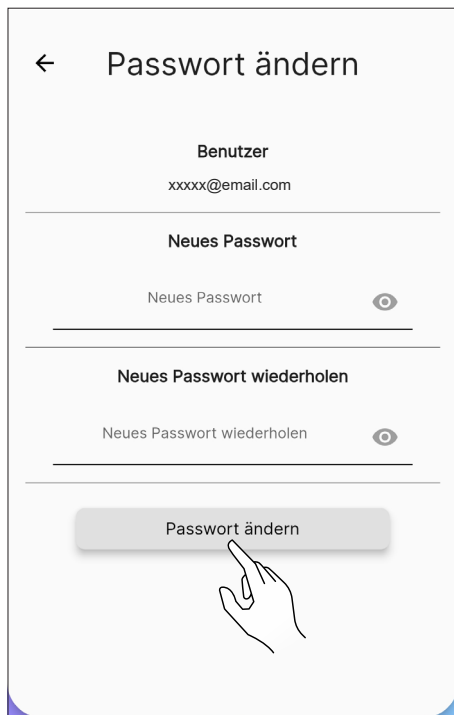 Passwort ändern
Benutzer
xxxxx@email.com
Neues Passwort
Neues Passwort
Neues Passwort wiederholen
Neues Passwort wiederholen
Passwort ändern